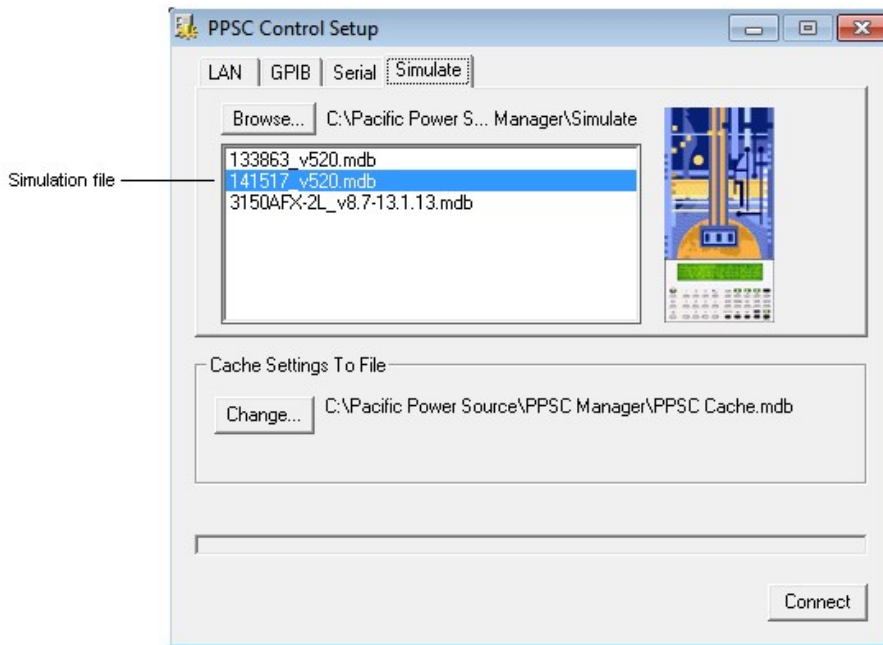 PPSC Control Setup
LAN GPIB Serial Simulate
Browse... C:\Pacific Power S... Manager\Simulate
133863_v520.mdb
Simulation file
141517_v520.mdb
3150AFX-2L_v8.7-13.1.13.mdb
Cache Settings To File
Change... C:\Pacific Power Source\PPSC Manager\PPSC Cache.mdb
Connect